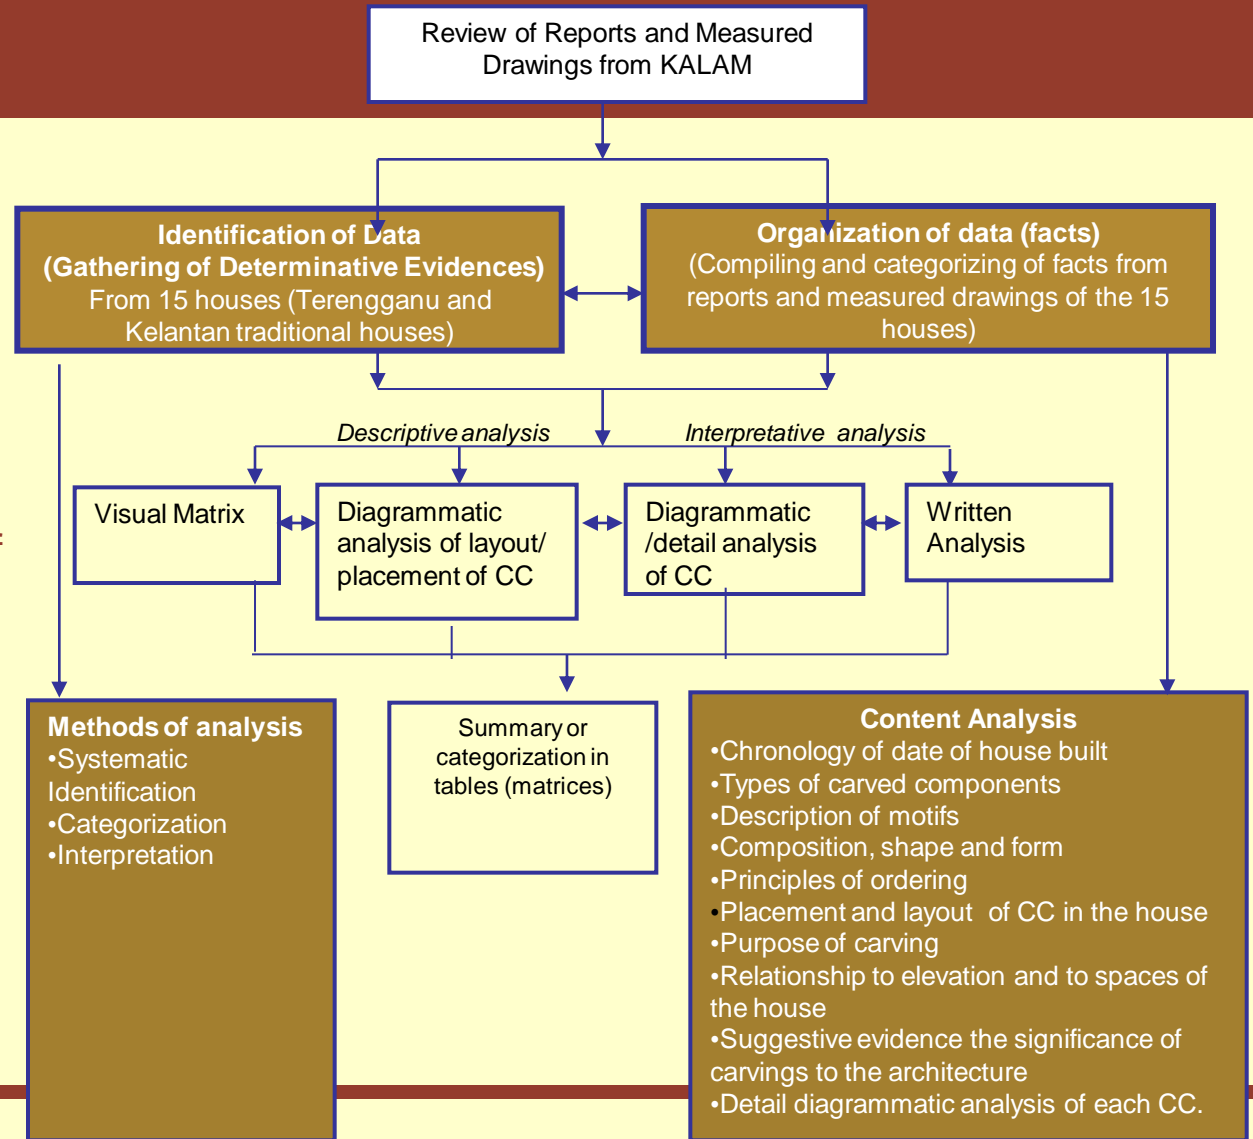 Review of Reports and Measured
Drawings from KALAM
Identification of Data
(Gathering of Determinative Evidences)
From 15 houses (Terengganu and
Kelantan traditional houses)
Organization of data (facts)
(Compiling and categorizing of facts from
reports and measured drawings of the 15
houses)
Descriptive analysis
Interpretative analysis
Visual Matrix
Diagrammatic
analysis of layout/
placement of CC
Diagrammatic
/detail analysis
of CC
Written
Analysis
Methods of analysis
•Systematic
Identification
•Categorization
•Interpretation
Summary or
categorization in
tables (matrices)
Content Analysis
•Chronology of date of house built
•Types of carved components
•Description of motifs
•Composition, shape and form
•Principles of ordering
•Placement and layout of CC in the house
•Purpose of carving
•Relationship to elevation and to spaces of
the house
•Suggestive evidence the significance of
carvings to the architecture
•Detail diagrammatic analysis of each CC.